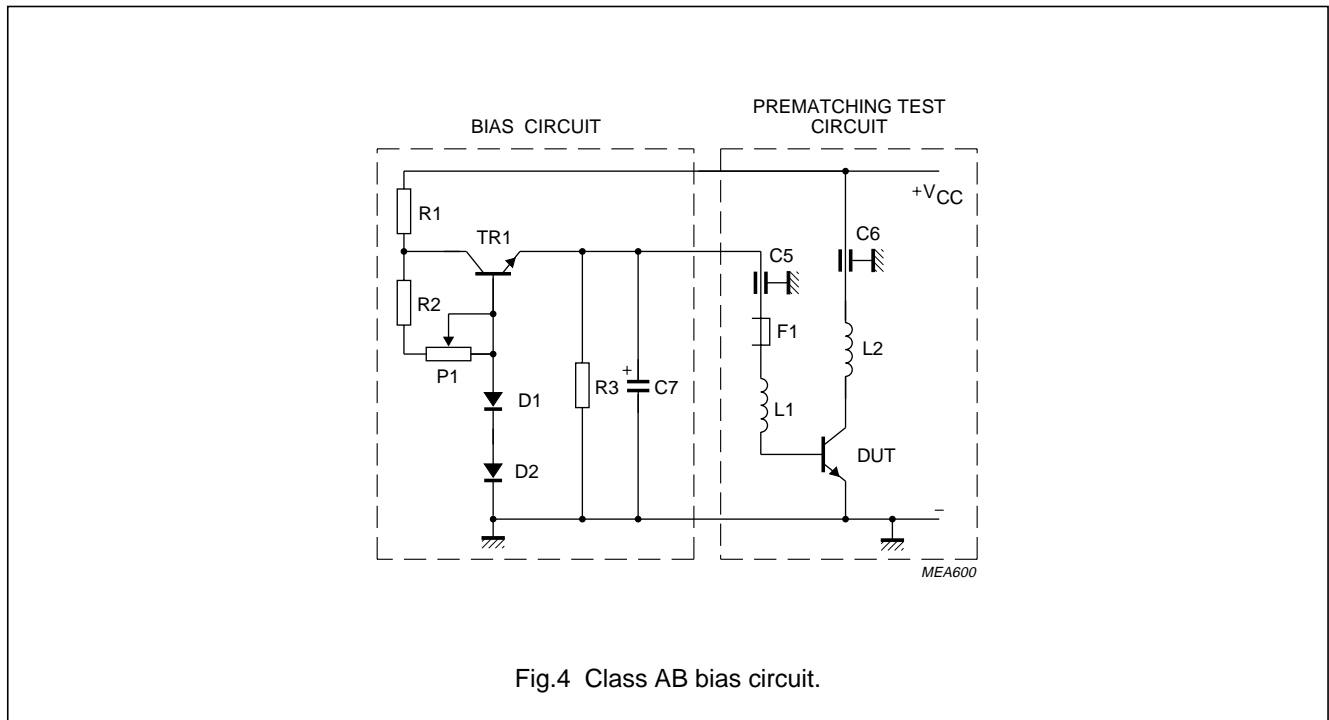 PREMATCHING TEST
CIRCUIT
BIAS CIRCUIT
+VCC
R1
TR1
C6
C5
R2
F1
L2
P1
+
R3
C7
D1
L1
DUT
D2
–
MEA600
Fig.4 Class AB bias circuit.